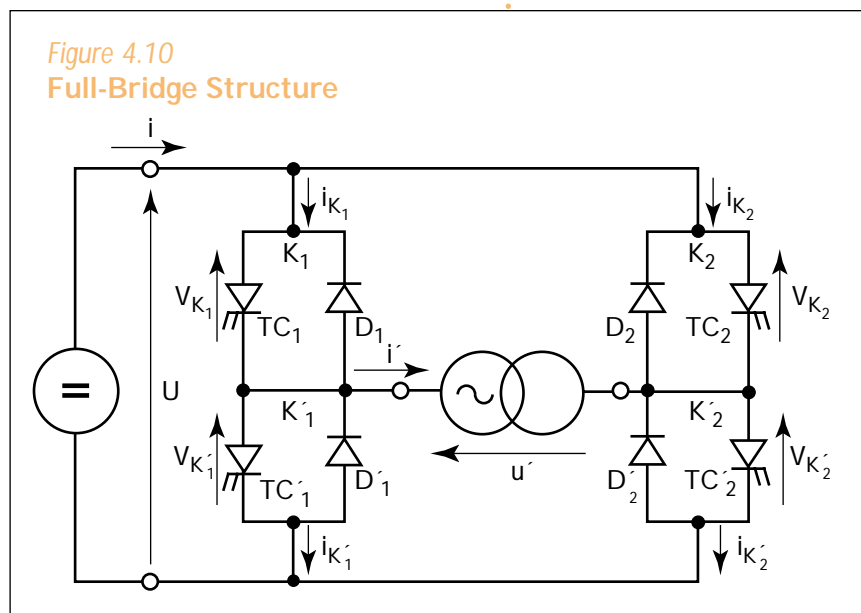 Figure 4.10
Full-Bridge Structure
i
iK1
iK2
K1
K2
VK1
TC1
D1
D2
TC2
VK2
i´
=
U
K´1
K´2
VK´1
TC´1
D´1
u´
D´2
TC´2
VK´2
iK´1
iK´2